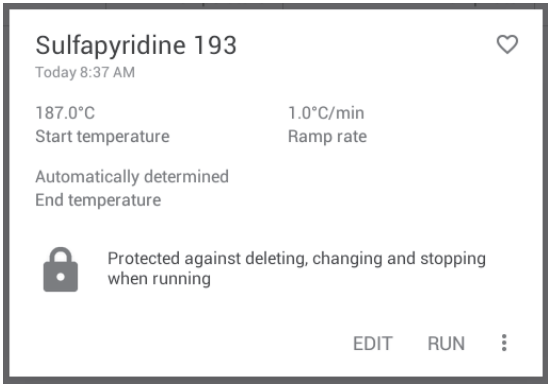 Sulfapyridine 193
Today 8:37 AM
187.0°C
Start temperature
1.0°C/min
Ramp rate
Automatically determined
End temperature
Protected against deleting, changing and stopping
when running
EDIT
RUN